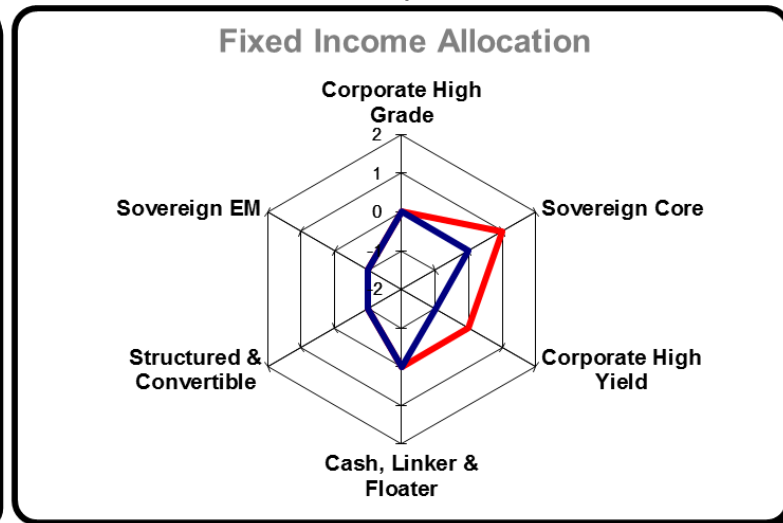 Fixed Income Allocation
Corporate High
Grade
2
1
0
-1
-2
Sovereign EM
Sovereign Core
Structured &
Convertible
Corporate High
Yield
Cash, Linker &
Floater